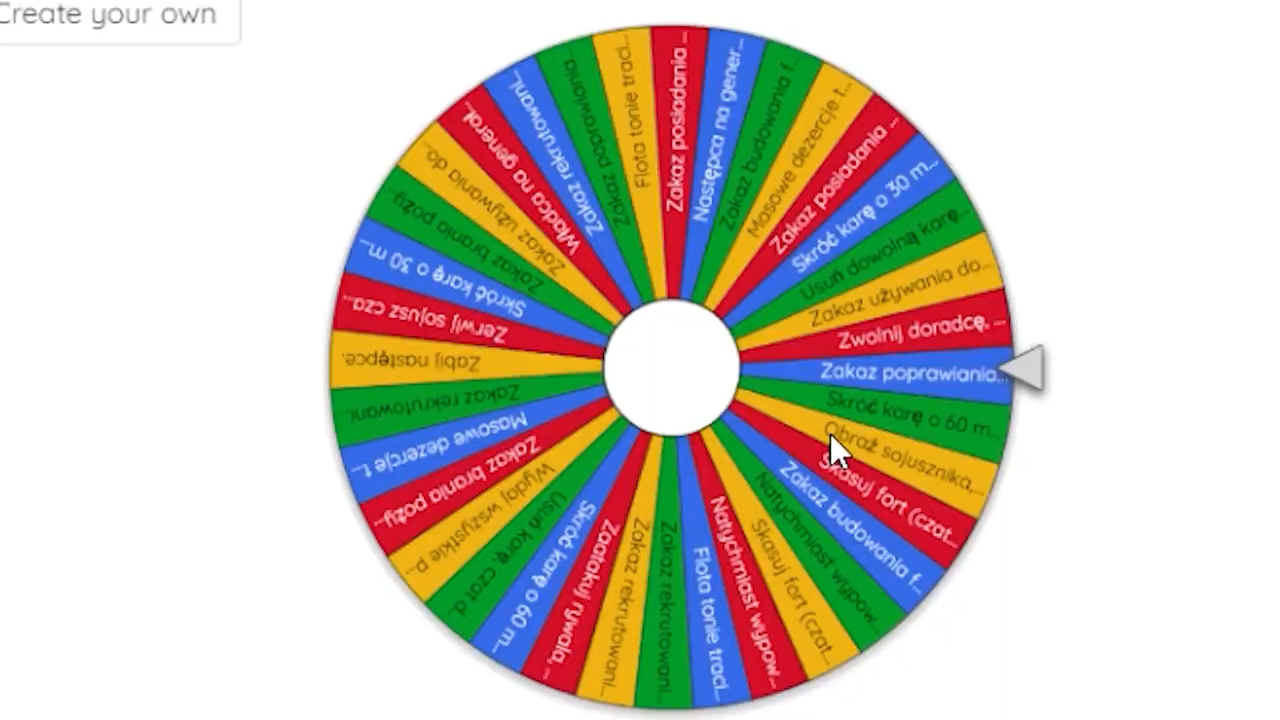 Create your own
Zakaz posiadania ...
Następca na gener...
Zakaz budowania f...
Masowe dezercje t...
Zakaz posiadania ...
Skróć karę o 30 m...
Usuń dowolną karę...
Zakaz używania do...
Zwolnij doradcę, ...
Zakaz poprawiania...
Skróć karę o 60 m...
Obraź sojusznika,...
Skasuj fort (czat...
Zakaz budowania f...
Natychmiast wypow...
Skasuj fort (czat...
Natychmiast wypow...
Flota tonie traci...
Zakaz rekrutowani...
Zakaz rekrutowani...
Zaatakuj rywala, ...
Skróć karę o 60 m...
Usuń karę, czat d...
Wydaj wszystkie p...
Zakaz brania poży...
Masowe dezercje t...
Zakaz rekrutowani...
Zabij następcę.
Zerwij sojusz cza...
Skróć karę o 30 m...
Zakaz brania poży...
Zakaz używania do...
Władca na generał...
Zakaz rekrutowani...
Zakaz poprawiania...
Flota tonie traci...